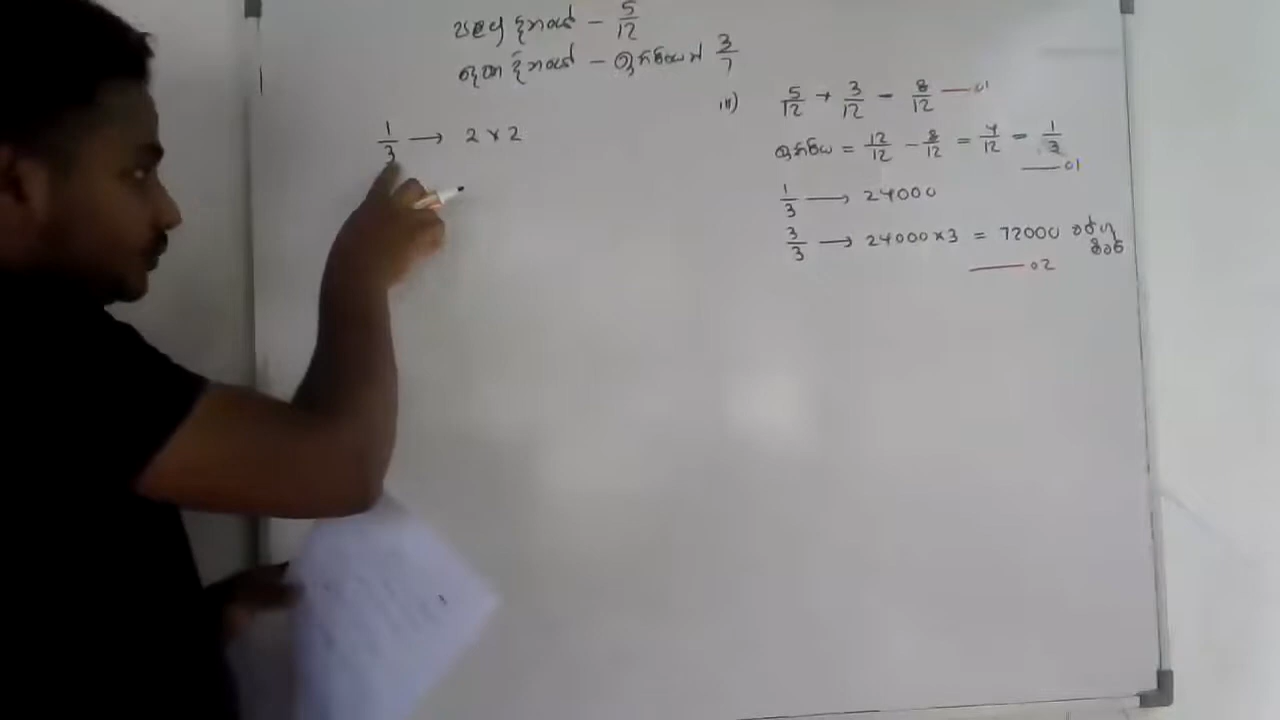 පළමු දිනයේ - 5/12
දෙවන දිනයේ - ඉතිරියෙන් 3/7
1/3 → 2 × 2
iii) 5/12 + 3/12 - 8/12 — 01
ඉතිරිය = 12/12 - 8/12 = 4/12 - 1/3
— 01
1/3 → 24000
3/3 → 24000×3 = 72000
— 02